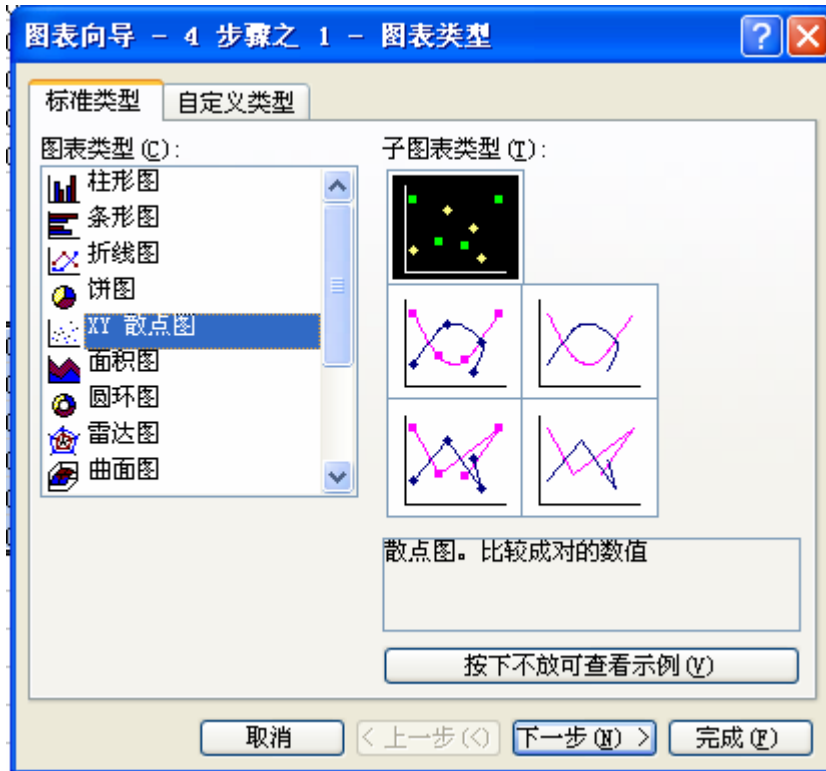 图表向导 - 4 步骤之 1 - 图表类型
标准类型 自定义类型
图表类型(C):
柱形图
条形图
折线图
饼图
XY 散点图
面积图
圆环图
雷达图
曲面图
子图表类型(T):
散点图。比较成对的数值
按下不放可查看示例(V)
取消 < 上一步(<) 下一步(N) > 完成(F)